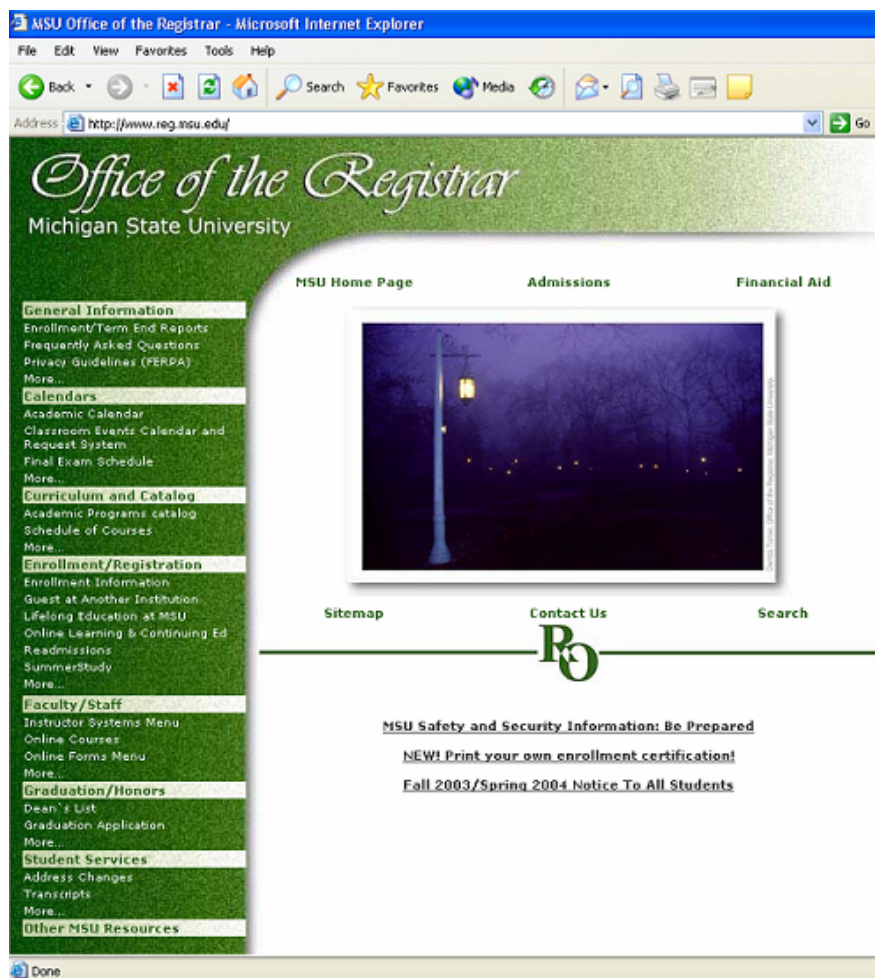 MSU Office of the Registrar - Microsoft Internet Explorer
File Edit View Favorites Tools Help
Back Search Favorites Media
Address http://www.reg.msu.edu/ Go
Office of the Registrar
Michigan State University
MSU Home Page Admissions Financial Aid
General Information
Enrollment/Term End Reports
Frequently Asked Questions
Privacy Guidelines (FERPA)
More...
Calendars
Academic Calendar
Classroom Events Calendar and
Request System
Final Exam Schedule
More...
Curriculum and Catalog
Academic Programs catalog
Schedule of Courses
More...
Enrollment/Registration
Enrollment Information
Guest at Another Institution
Lifelong Education at MSU
Online Learning & Continuing Ed
Readmissions
SummerStudy
More...
Faculty/Staff
Instructor Systems Menu
Online Courses
Online Forms Menu
More...
Graduation/Honors
Dean`s List
Graduation Application
More...
Student Services
Address Changes
Transcripts
More...
Other MSU Resources
Office of the Registrar, Michigan State University
Sitemap Contact Us Search
RO
MSU Safety and Security Information: Be Prepared
NEW! Print your own enrollment certification!
Fall 2003/Spring 2004 Notice To All Students
Done